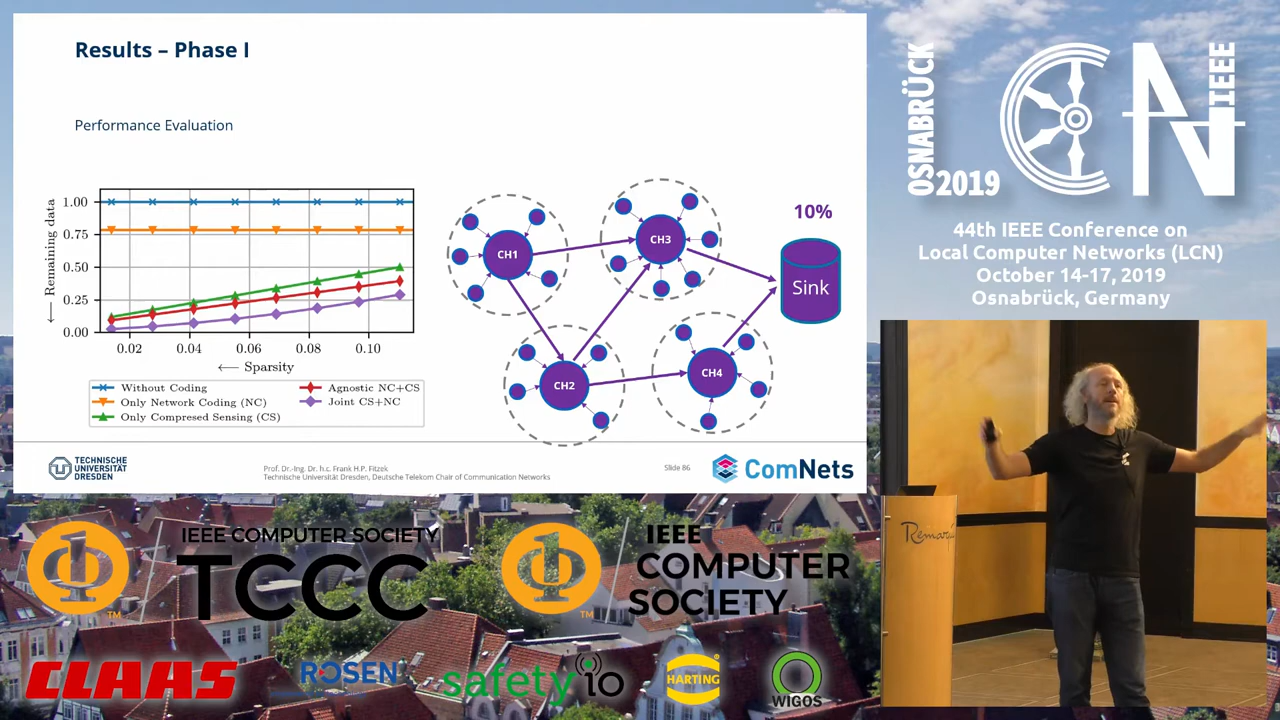 Results – Phase I
Performance Evaluation
1.00
0.75
0.50
0.25
0.00
⟵ Remaining data
0.02 0.04 0.06 0.08 0.10
⟵ Sparsity
Without Coding
Only Network Coding (NC)
Only Compresed Sensing (CS)
Agnostic NC+CS
Joint CS+NC
CH1
CH3
CH2
CH4
10%
Sink
TECHNISCHE
UNIVERSITÄT
DRESDEN
Prof. Dr.-Ing. Dr. h.c. Frank H.P. Fitzek
Technische Universität Dresden, Deutsche Telekom Chair of Communication Networks
Slide 86
ComNets
OSNABRÜCK
2019
LCN
IEEE
44th IEEE Conference on
Local Computer Networks (LCN)
October 14-17, 2019
Osnabrück, Germany
IEEE COMPUTER SOCIETY
TCCC
TM
IEEE
COMPUTER
SOCIETY
TM
CLAAS
ROSEN
safety io
HARTING
WIGOS